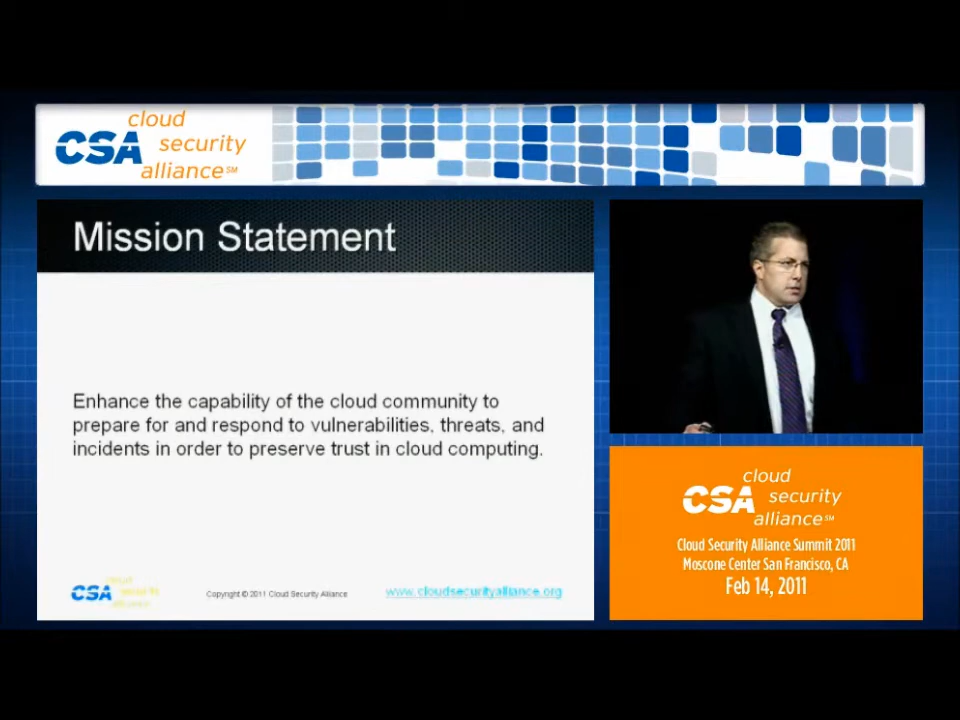 cloud
CSA security
alliance℠
Mission Statement
Enhance the capability of the cloud community to
prepare for and respond to vulnerabilities, threats, and
incidents in order to preserve trust in cloud computing.
CSA cloud
security
alliance
Copyright © 2011 Cloud Security Alliance
www.cloudsecurityalliance.org
cloud
CSA security
alliance℠
Cloud Security Alliance Summit 2011
Moscone Center San Francisco, CA
Feb 14, 2011